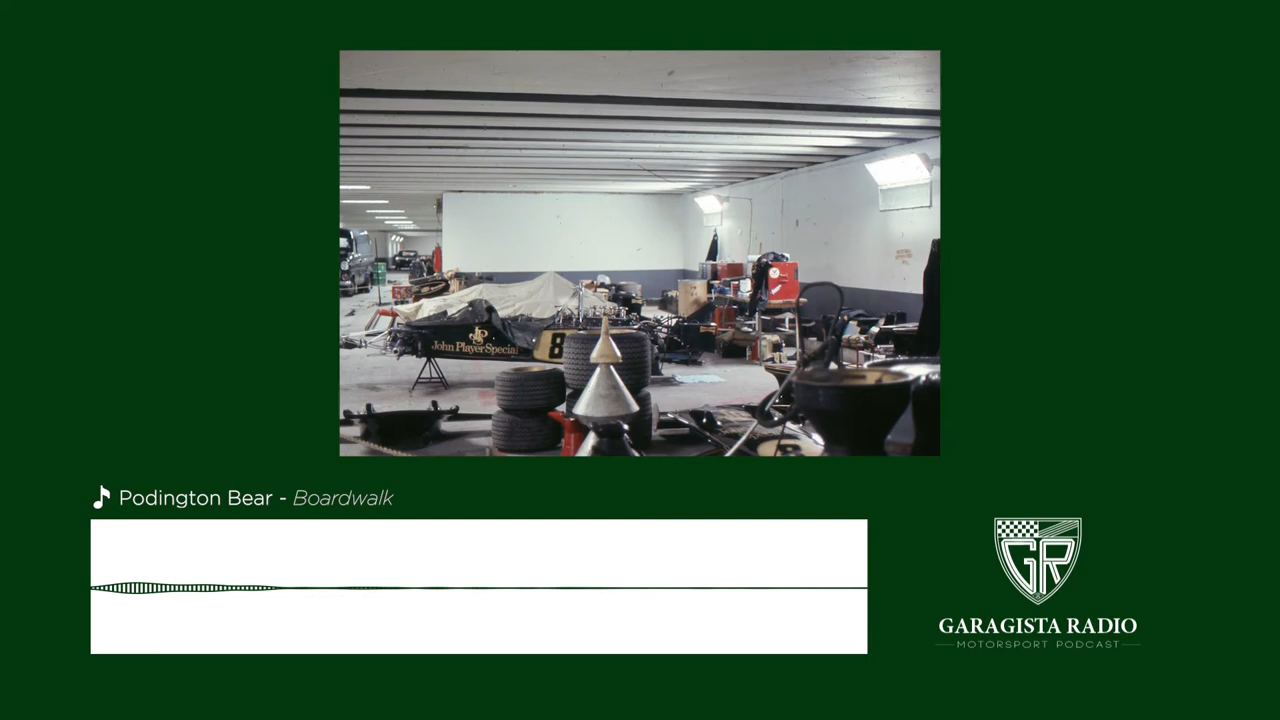 JPS
John Player Special
8
Podington Bear - Boardwalk
GR
GARAGISTA RADIO
MOTORSPORT PODCAST